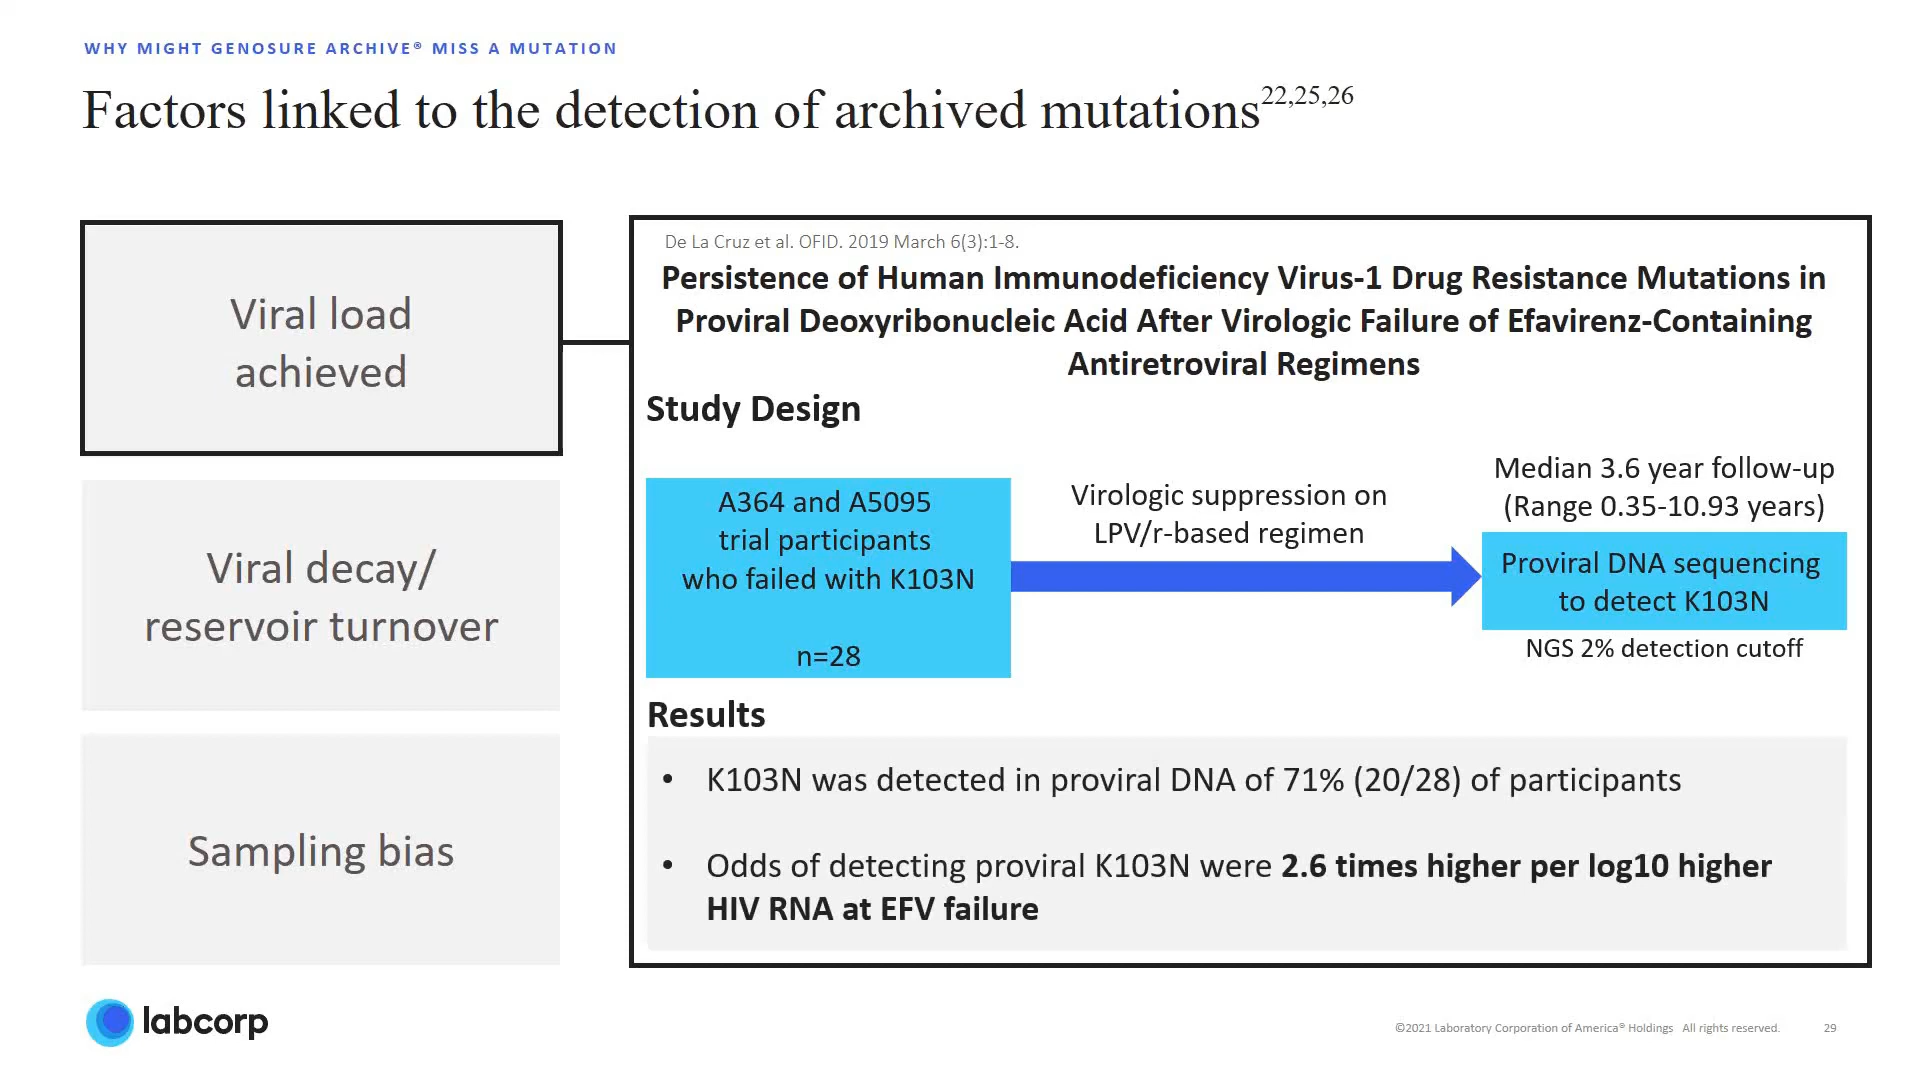 WHY MIGHT GENOSURE ARCHIVE® MISS A MUTATION
Factors linked to the detection of archived mutations22,25,26
Viral load
achieved
Viral decay/
reservoir turnover
Sampling bias
De La Cruz et al. OFID. 2019 March 6(3):1-8.
Persistence of Human Immunodeficiency Virus-1 Drug Resistance Mutations in
Proviral Deoxyribonucleic Acid After Virologic Failure of Efavirenz-Containing
Antiretroviral Regimens
Study Design
A364 and A5095
trial participants
who failed with K103N
n=28
Virologic suppression on
LPV/r-based regimen
Median 3.6 year follow-up
(Range 0.35-10.93 years)
Proviral DNA sequencing
to detect K103N
NGS 2% detection cutoff
Results
• K103N was detected in proviral DNA of 71% (20/28) of participants
• Odds of detecting proviral K103N were 2.6 times higher per log10 higher
HIV RNA at EFV failure
labcorp
©2021 Laboratory Corporation of America® Holdings All rights reserved. 29